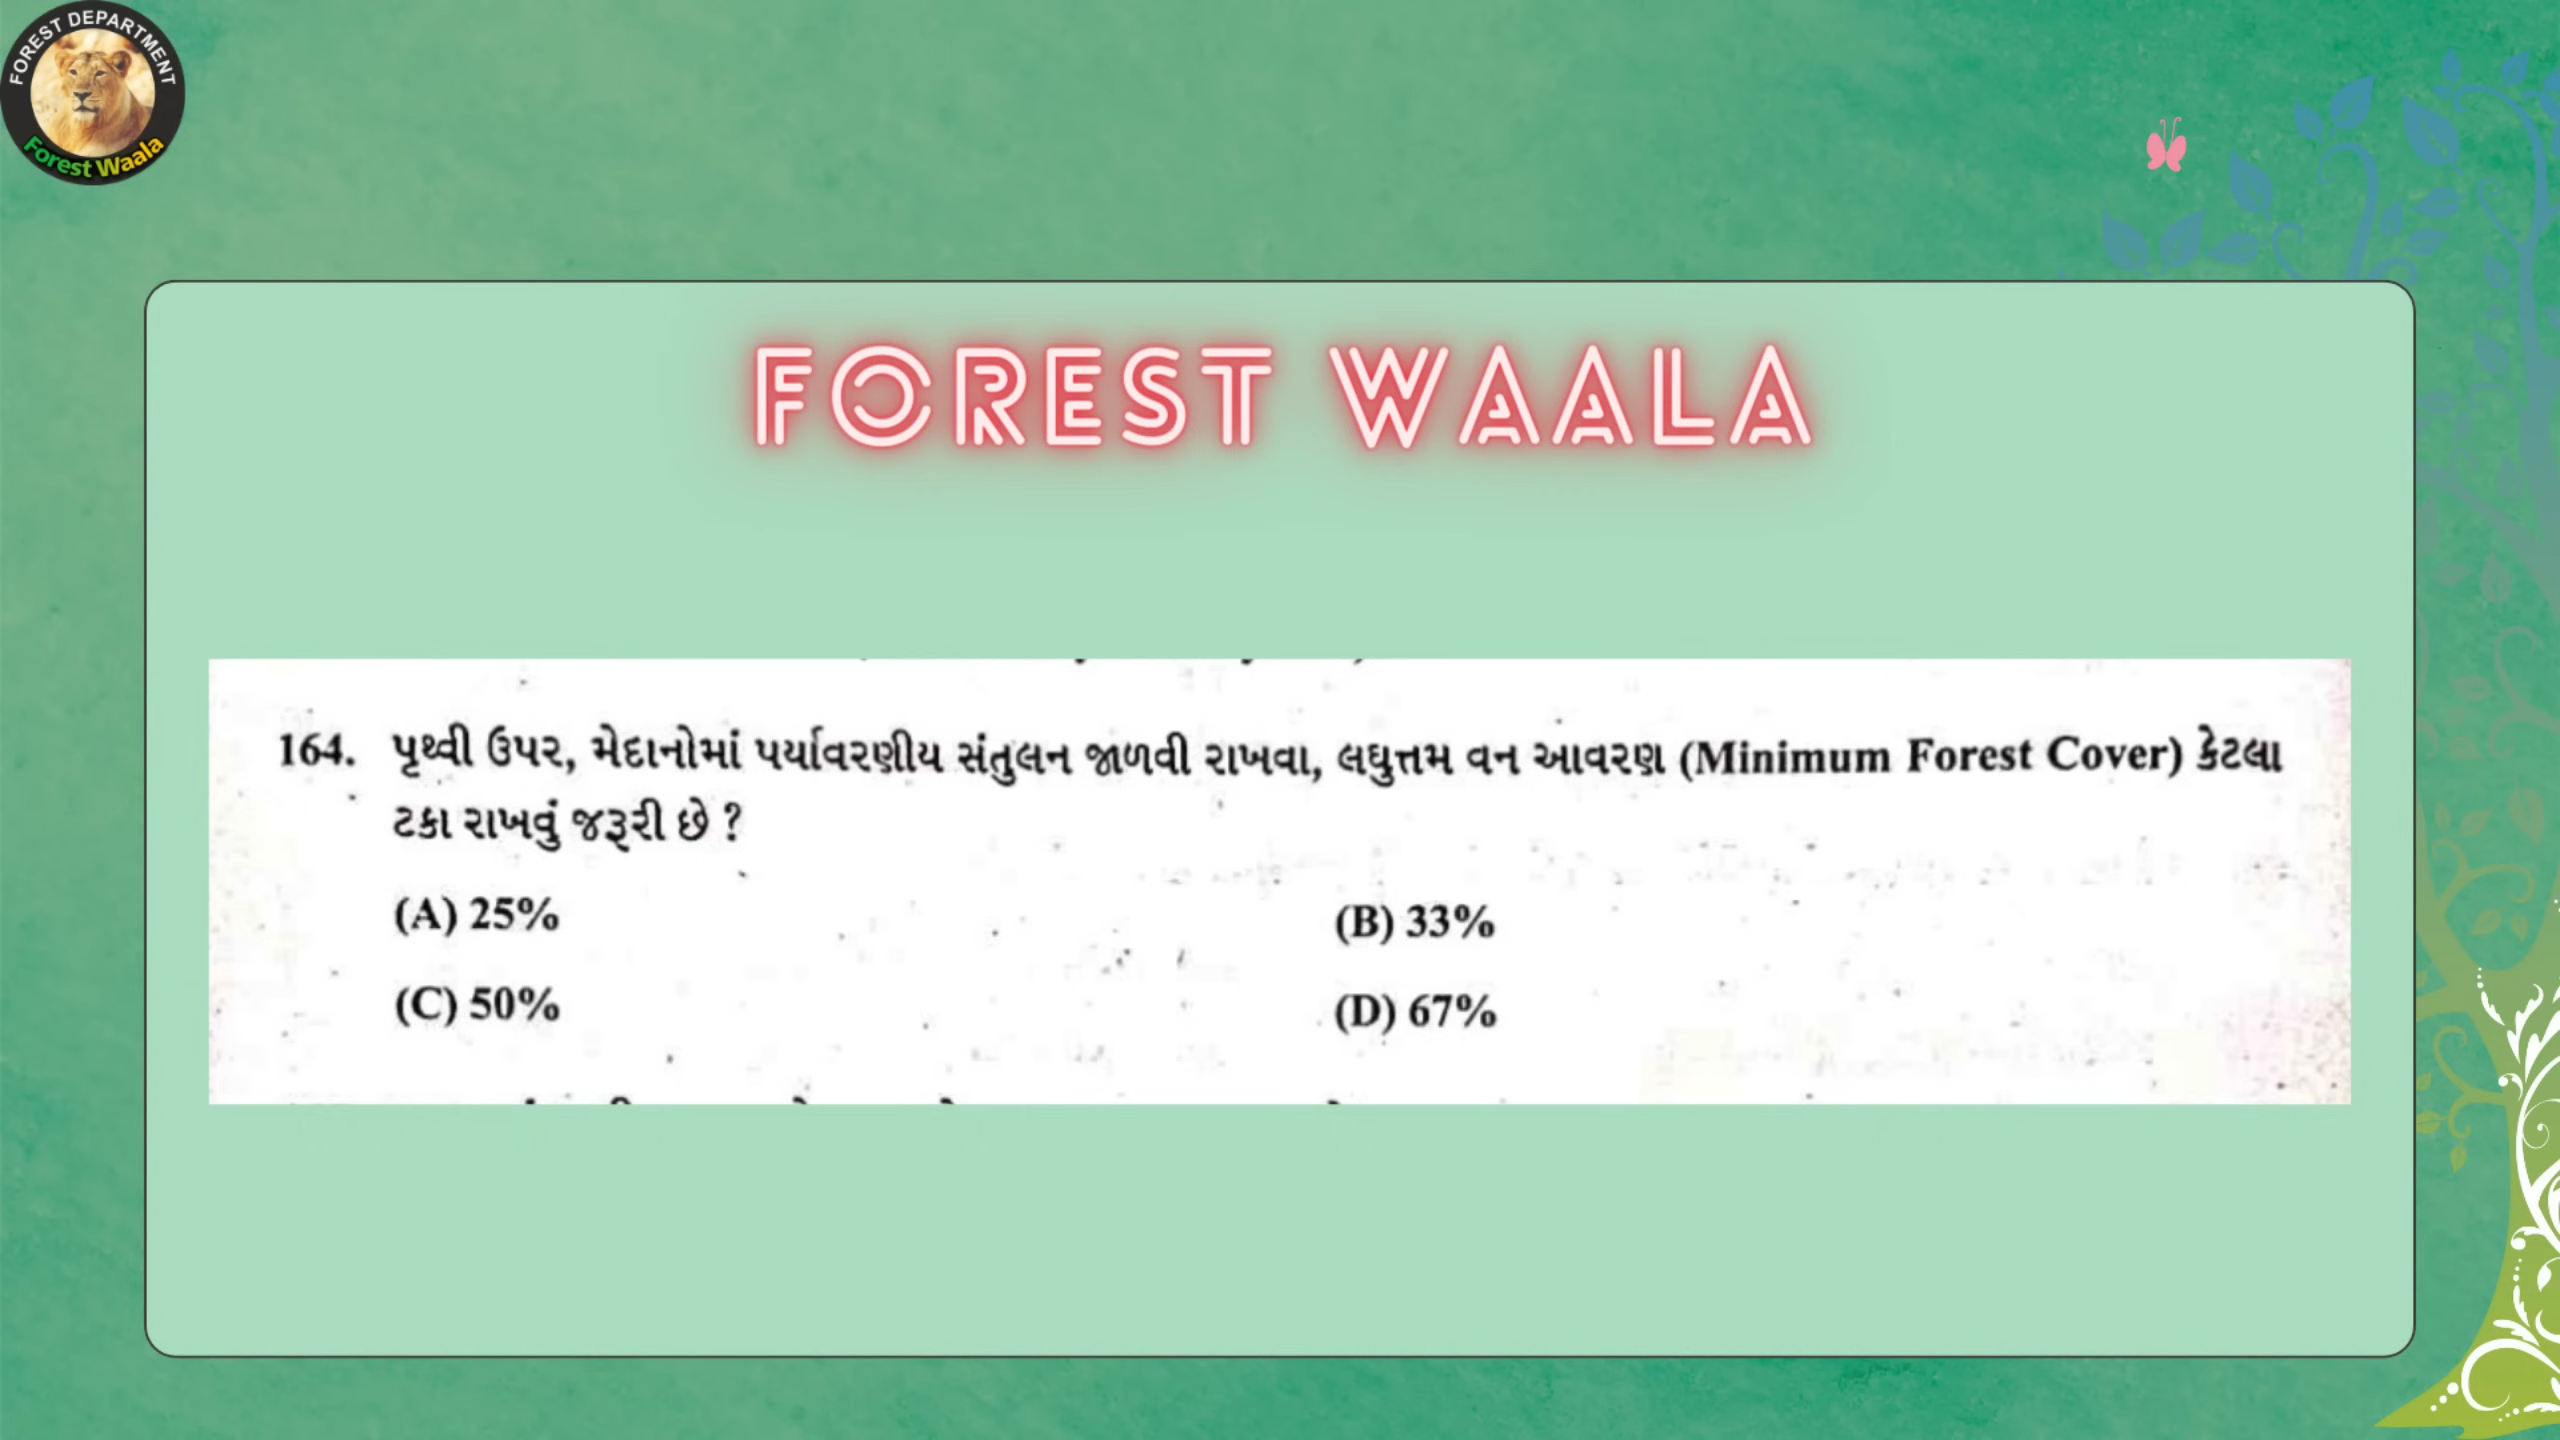 FOREST DEPARTMENT
Forest Waala
FOREST WAALA
164. પૃથ્વી ઉપર, મેદાનોમાં પર્યાવરણીય સંતુલન જાળવી રાખવા, લઘુત્તમ વન આવરણ (Minimum Forest Cover) કેટલા
ટકા રાખવું જરૂરી છે ?
(A) 25% (B) 33%
(C) 50% (D) 67%